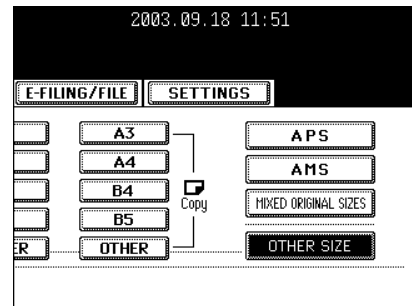 2003.09.18 11:51
E-FILING/FILE SETTINGS
A3 APS
A4 AMS
B4 Copy MIXED ORIGINAL SIZES
B5
ER OTHER OTHER SIZE